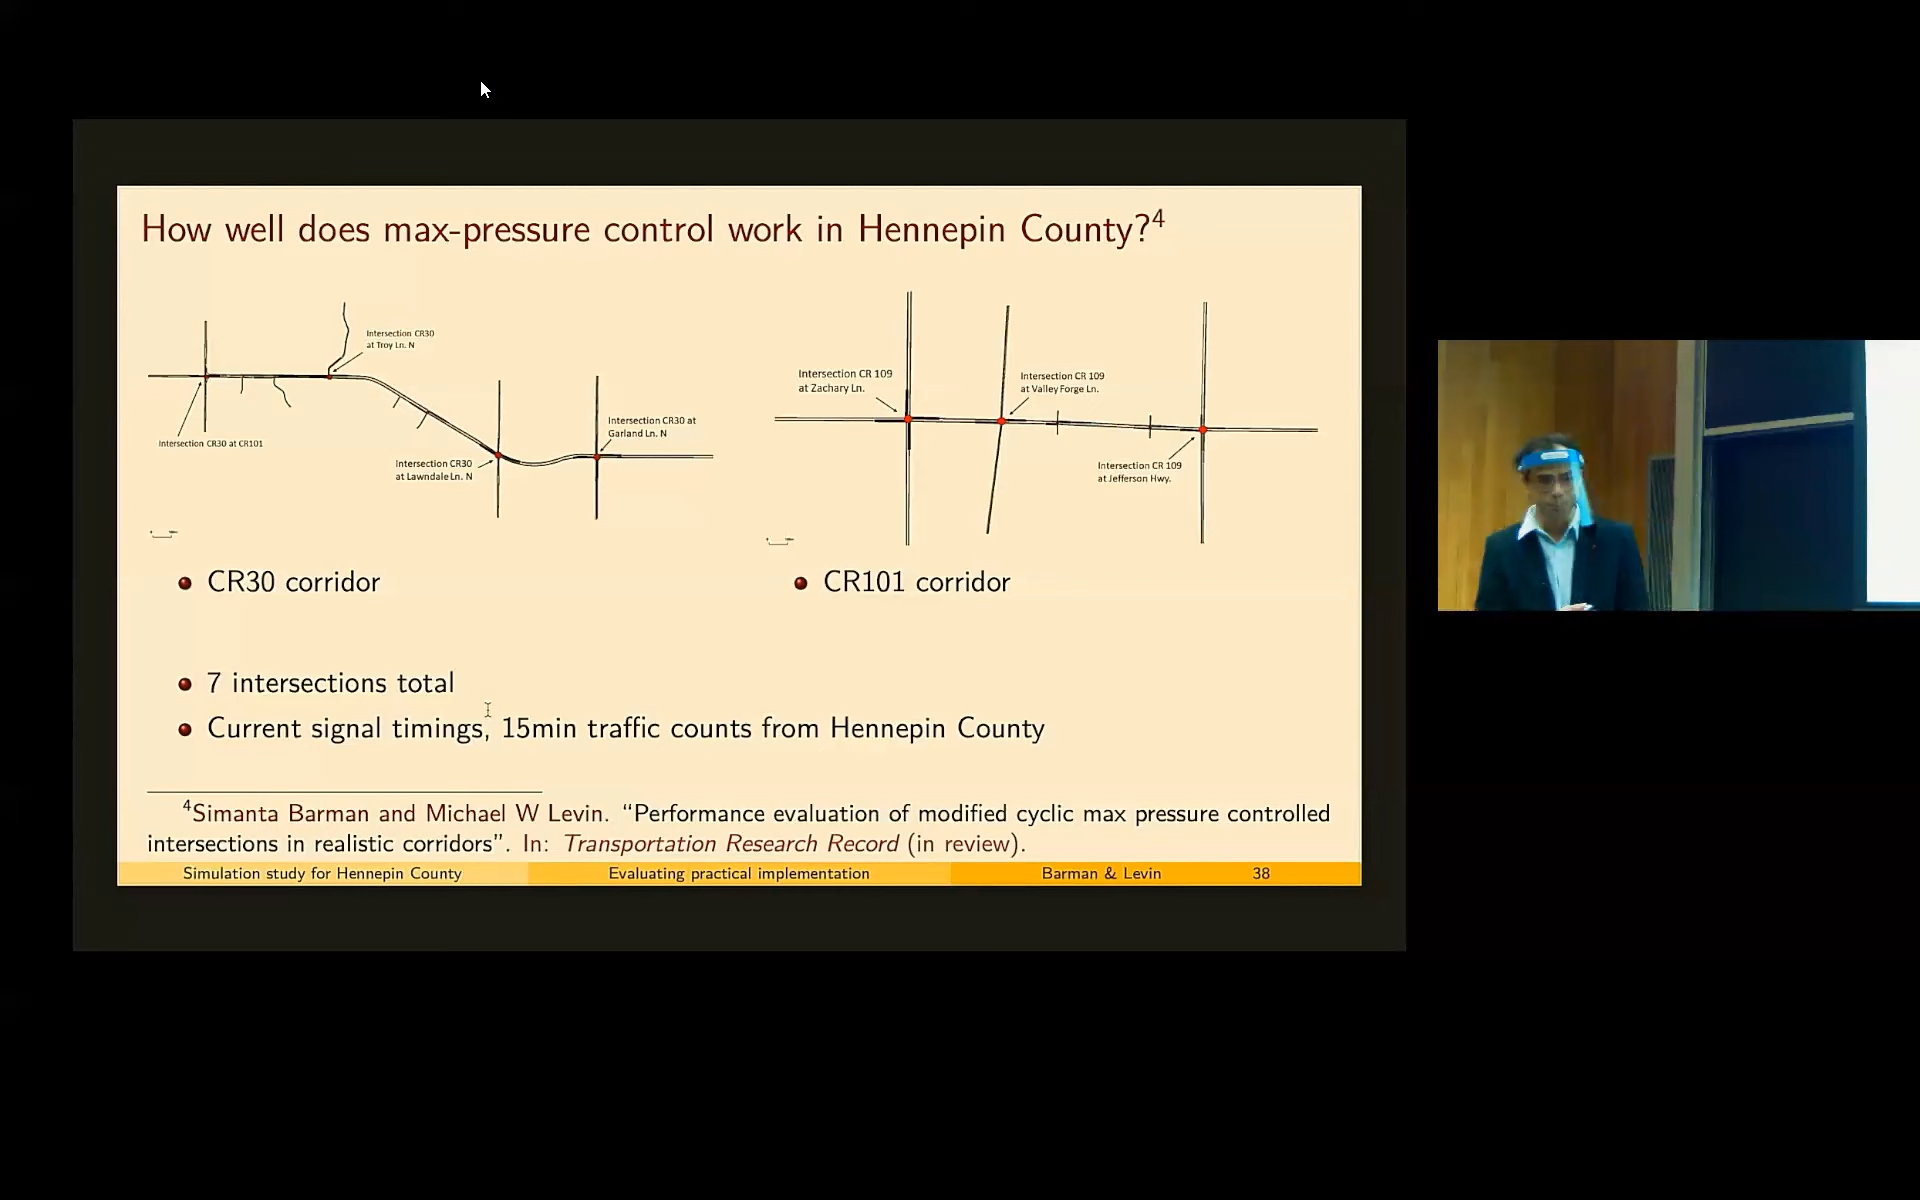 How well does max-pressure control work in Hennepin County?4
Intersection CR30
at Troy Ln. N
Intersection CR30 at CR101
Intersection CR30
at Lawndale Ln. N
Intersection CR30 at
Garland Ln. N
Intersection CR 109
at Zachary Ln.
Intersection CR 109
at Valley Forge Ln.
Intersection CR 109
at Jefferson Hwy.
CR30 corridor
CR101 corridor
7 intersections total
Current signal timings, 15min traffic counts from Hennepin County
4Simanta Barman and Michael W Levin. “Performance evaluation of modified cyclic max pressure controlled
intersections in realistic corridors”. In: Transportation Research Record (in review).
Simulation study for Hennepin County
Evaluating practical implementation
Barman & Levin
38